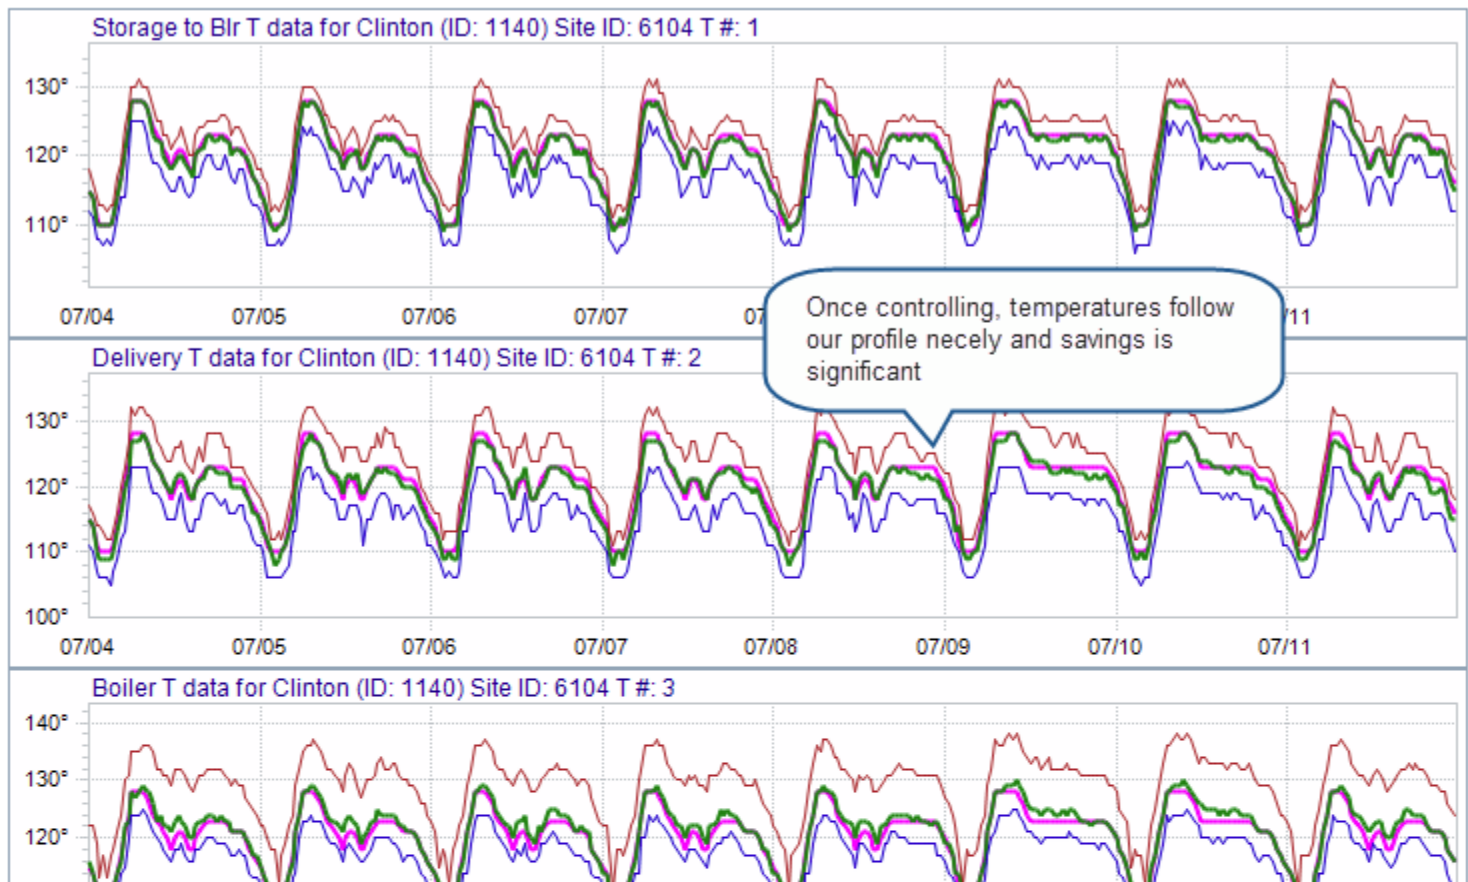 Storage to Blr T data for Clinton (ID: 1140) Site ID: 6104 T #: 1
130°
120°
110°
07/04 07/05 07/06 07/07 07 /11
Once controlling, temperatures follow
our profile necely and savings is
significant
Delivery T data for Clinton (ID: 1140) Site ID: 6104 T #: 2
130°
120°
110°
100°
07/04 07/05 07/06 07/07 07/08 07/09 07/10 07/11
Boiler T data for Clinton (ID: 1140) Site ID: 6104 T #: 3
140°
130°
120°